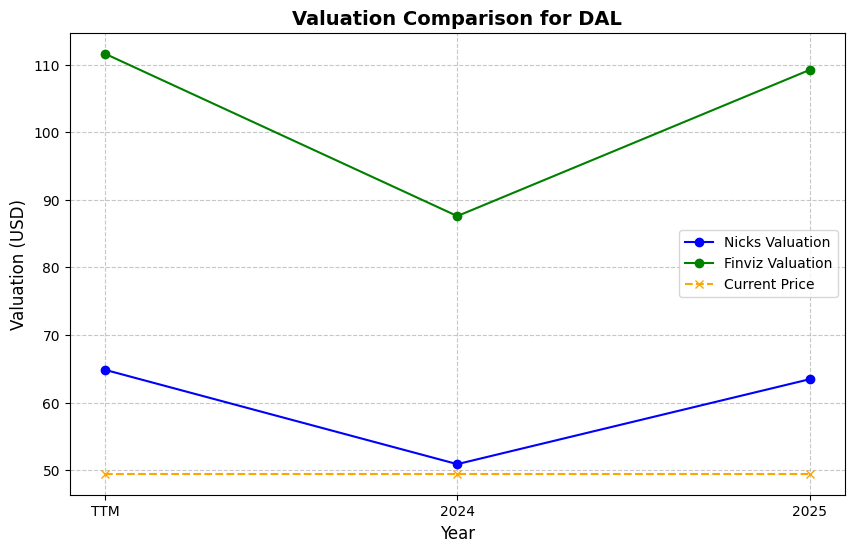 Valuation Comparison for DAL
Valuation (USD)
110
100
90
80
70
60
50
Nicks Valuation
Finviz Valuation
Current Price
TTM
2024
2025
Year